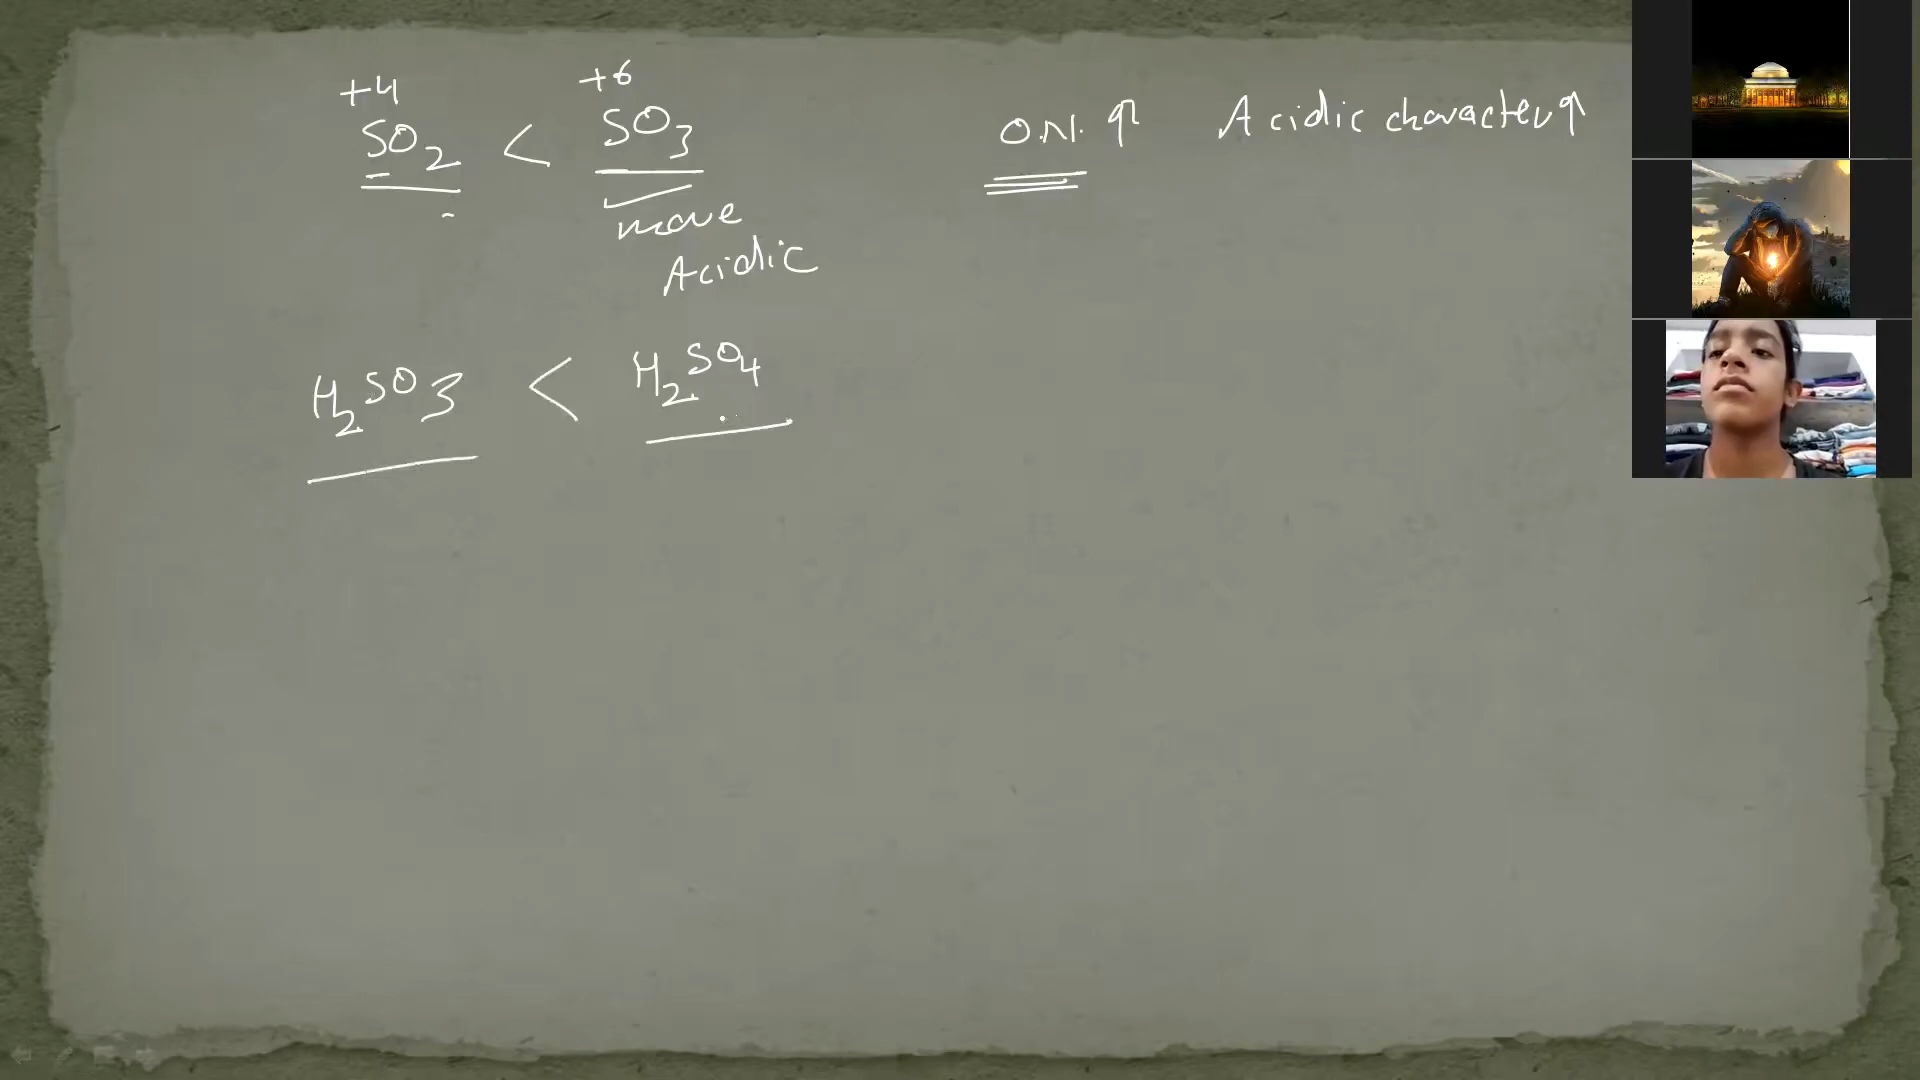 +4 +6
SO2 < SO3 O.N. ↑ Acidic character ↑
more
Acidic
H2SO3 < H2SO4